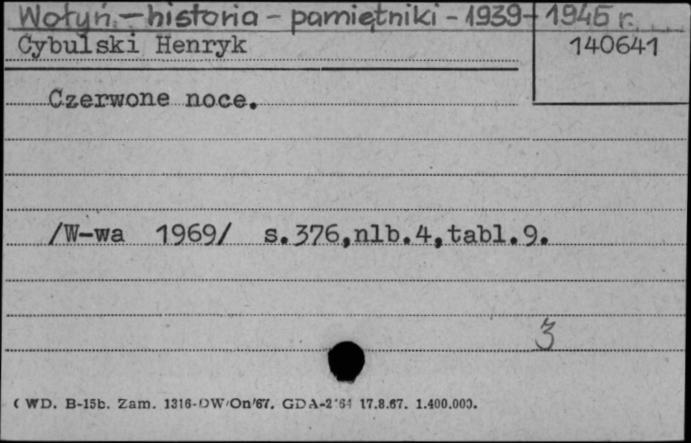 Wołyń - historia - pamiętniki - 1939-1945 r.
Cybulski Henryk
140641
Czerwone noce.
/W-wa 1969/ s.376,nlb.4,tabl.9.
3
WD. B-15b. Zam. 1316-DW/On/67. GDA-2/64 17.8.67. 1.400.000.